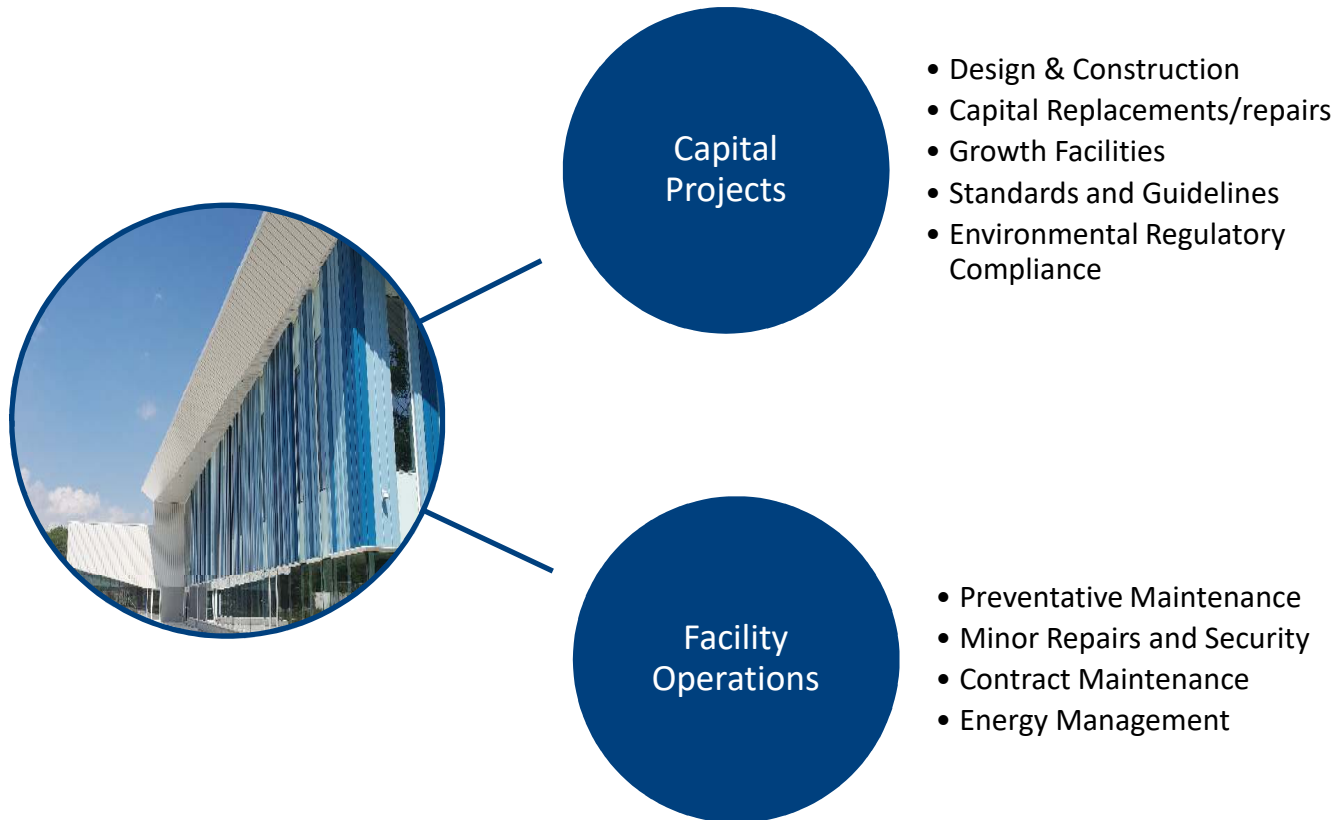 Capital
Projects
• Design & Construction
• Capital Replacements/repairs
• Growth Facilities
• Standards and Guidelines
• Environmental Regulatory
Compliance
Facility
Operations
• Preventative Maintenance
• Minor Repairs and Security
• Contract Maintenance
• Energy Management